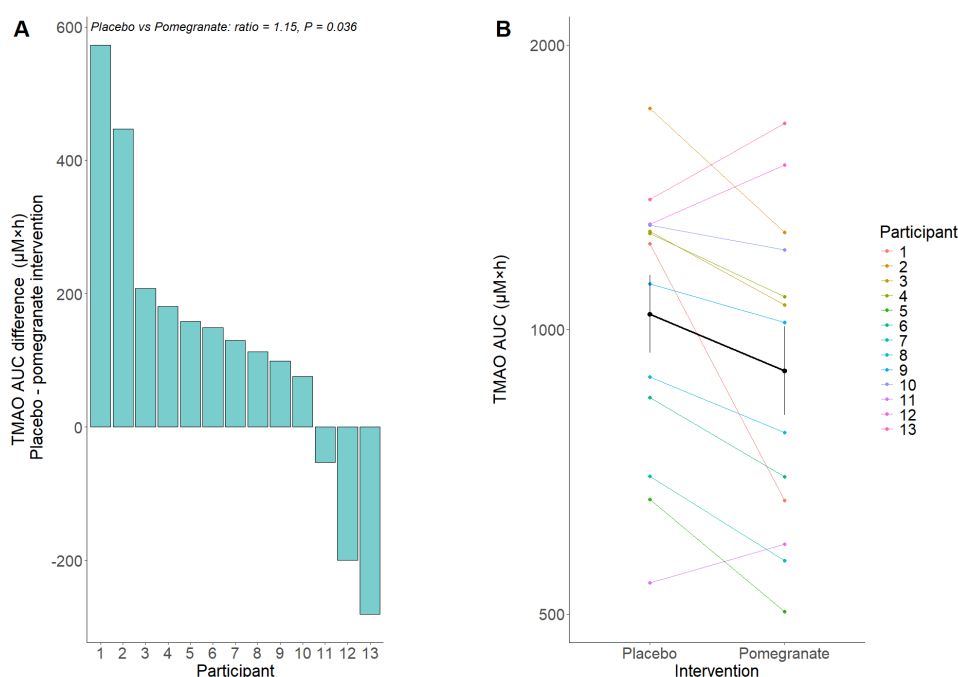 A
Placebo vs Pomegranate: ratio = 1.15, P = 0.036
600
400
200
0
-200
TMAO AUC difference  (µM×h)
Placebo - pomegranate intervention
1 2 3 4 5 6 7 8 9 10 11 12 13
Participant
B
2000
1000
500
TMAO AUC (µM×h)
Placebo Pomegranate
Intervention
Participant
1
2
3
4
5
6
7
8
9
10
11
12
13